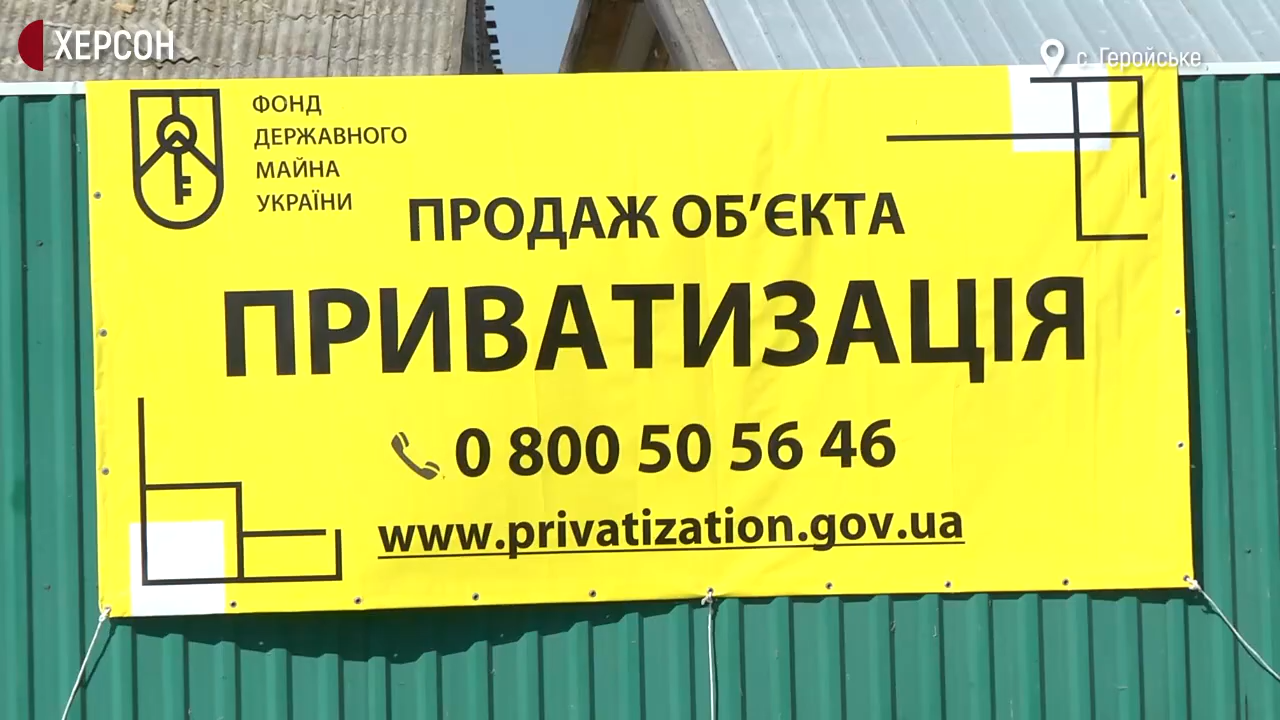 ХЕРСОН
с. Геройське
ФОНД
ДЕРЖАВНОГО
МАЙНА
УКРАЇНИ
ПРОДАЖ ОБ’ЄКТА
ПРИВАТИЗАЦІЯ
0 800 50 56 46
www.privatization.gov.ua